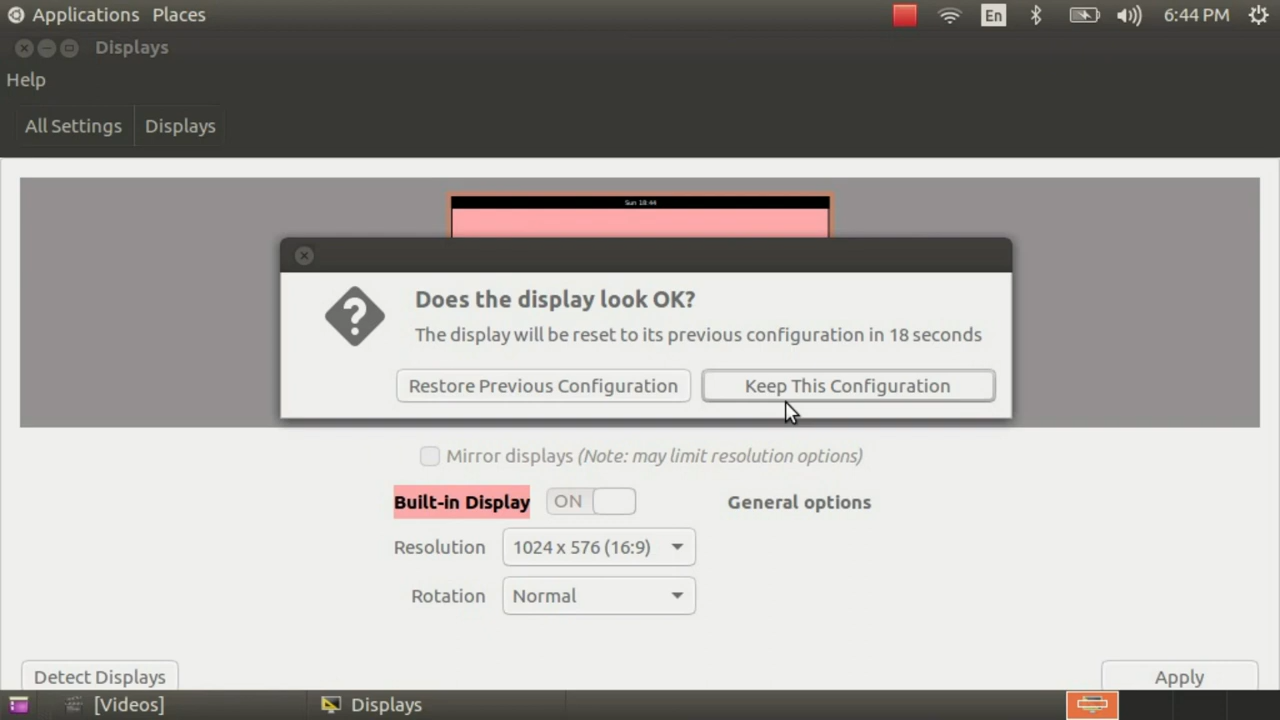 Applications Places En 6:44 PM
Displays
Help
All Settings Displays
Sun 18:44
Does the display look OK?
The display will be reset to its previous configuration in 18 seconds
Restore Previous Configuration Keep This Configuration
Mirror displays (Note: may limit resolution options)
Built-in Display ON General options
Resolution 1024 x 576 (16:9)
Rotation Normal
Detect Displays Apply
[Videos] Displays